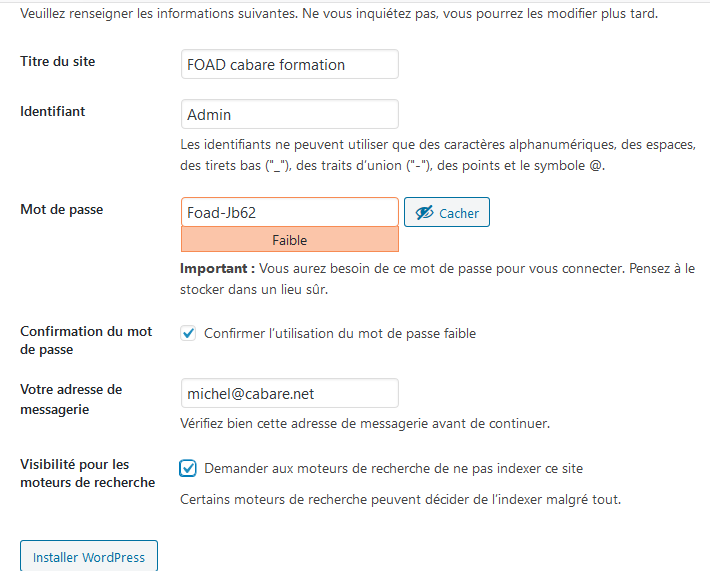 Veuillez renseigner les informations suivantes. Ne vous inquiétez pas, vous pourrez les modifier plus tard.
Titre du site
FOAD cabare formation
Identifiant
Admin
Les identifiants ne peuvent utiliser que des caractères alphanumériques, des espaces,
des tirets bas ("_"), des traits d’union ("-"), des points et le symbole @.
Mot de passe
Foad-Jb62
Cacher
Faible
Important : Vous aurez besoin de ce mot de passe pour vous connecter. Pensez à le
stocker dans un lieu sûr.
Confirmation du mot
de passe
Confirmer l’utilisation du mot de passe faible
Votre adresse de
messagerie
michel@cabare.net
Vérifiez bien cette adresse de messagerie avant de continuer.
Visibilité pour les
moteurs de recherche
Demander aux moteurs de recherche de ne pas indexer ce site
Certains moteurs de recherche peuvent décider de l’indexer malgré tout.
Installer WordPress